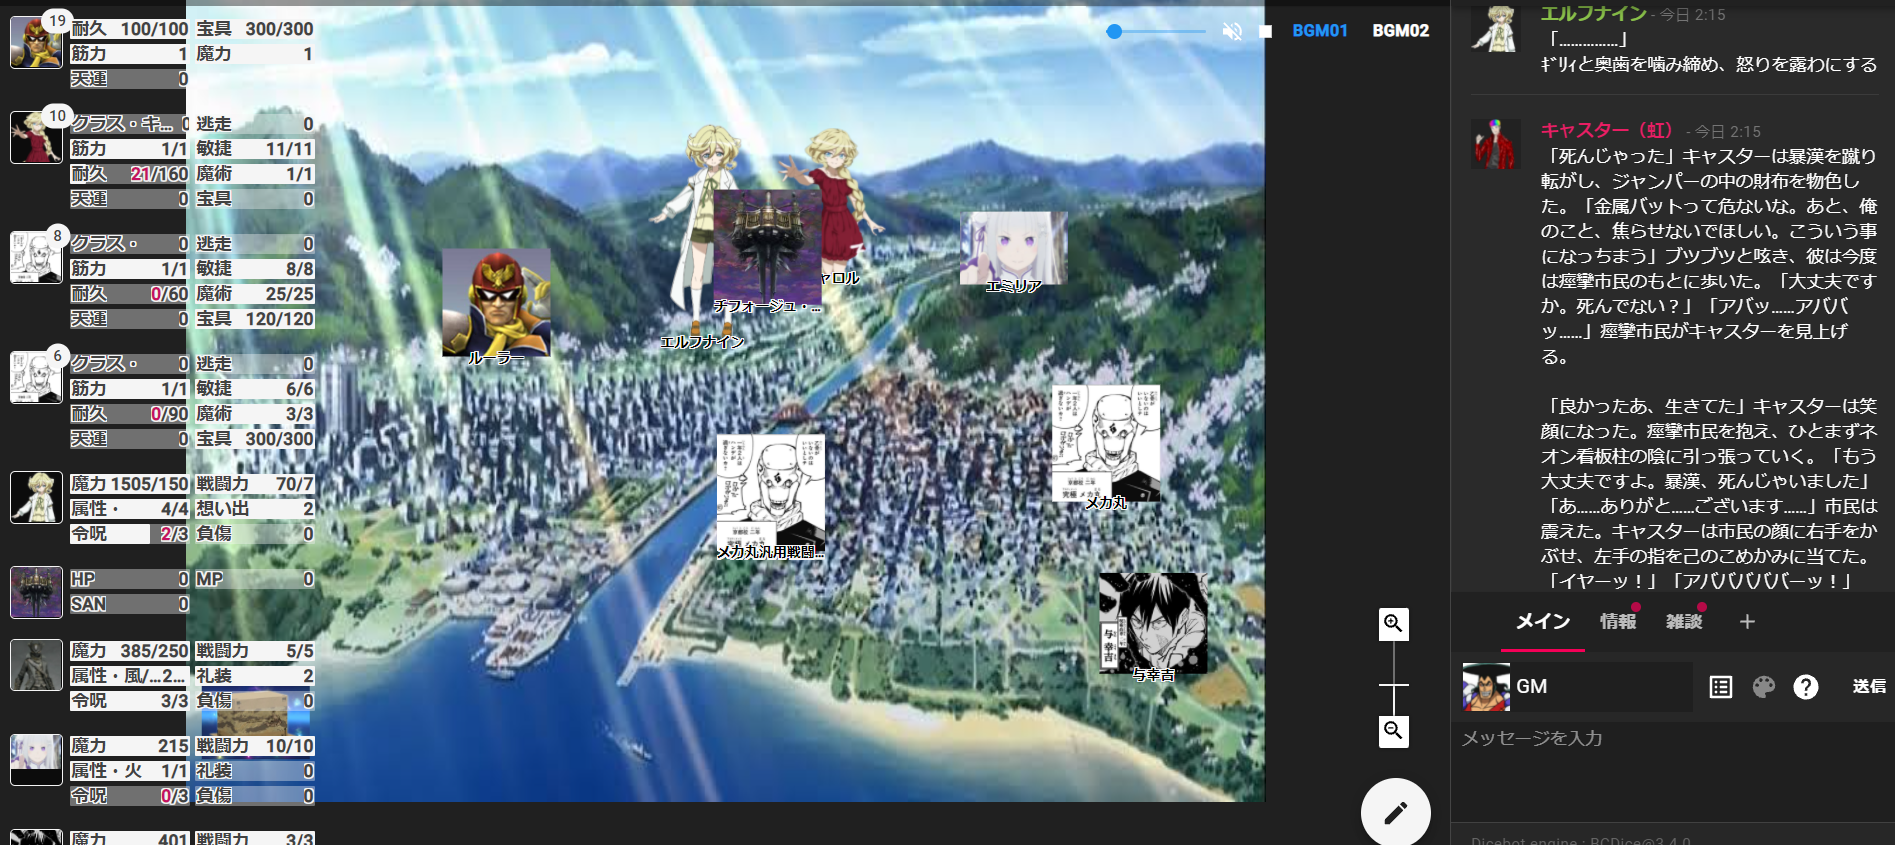 19
耐久 100/100 宝具 300/300
筋力 1 魔力 1
天運 0
10
クラス・キ... 0 逃走 0
筋力 1/1 敏捷 11/11
耐久 21/160 魔術 1/1
天運 0 宝具 0
8
クラス・ 0 逃走 0
筋力 1/1 敏捷 8/8
耐久 0/60 魔術 25/25
天運 0 宝具 120/120
6
クラス・ 0 逃走 0
筋力 1/1 敏捷 6/6
耐久 0/90 魔術 3/3
天運 0 宝具 300/300
魔力 1505/150 戦闘力 70/7
属性・ 4/4 想い出 2
令呪 2/3 負傷 0
HP 0 MP 0
SAN 0
魔力 385/250 戦闘力 5/5
属性・風/...2... 礼装 2
令呪 3/3 負傷 0
魔力 215 戦闘力 10/10
属性・火 1/1 礼装 0
令呪 0/3 負傷 0
魔力 401 戦闘力 3/3
BGM01 BGM02
ャロル
エミリア
チフォージュ・...
エルフナイン
ルーラー
メカ丸
メカ丸汎用戦闘...
与幸吉
与幸吉
エルフナイン - 今日 2:15
「……………」
ｷﾞﾘｨと奥歯を噛み締め、怒りを露わにする
キャスター（虹） - 今日 2:15
「死んじゃった」キャスターは暴漢を蹴り
転がし、ジャンパーの中の財布を物色し
た。「金属バットって危ないな。あと、俺
のこと、焦らせないでほしい。こういう事
になっちまう」ブツブツと呟き、彼は今度
は痙攣市民のもとに歩いた。「大丈夫です
か。死んでない？」「アバッ……アババ
ッ……」痙攣市民がキャスターを見上げ
る。
「良かったあ、生きてた」キャスターは笑
顔になった。痙攣市民を抱え、ひとまずネ
オン看板柱の陰に引っ張っていく。「もう
大丈夫ですよ。暴漢、死んじゃいました」
「あ……ありがと……ございます……」市民は
震えた。キャスターは市民の顔に右手をか
ぶせ、左手の指を己のこめかみに当てた。
「イヤーッ！」「アババババババーッ！」
メイン 情報 雑談 +
GM
送信
メッセージを入力
Dicebot engine : BCDice@3.4.0